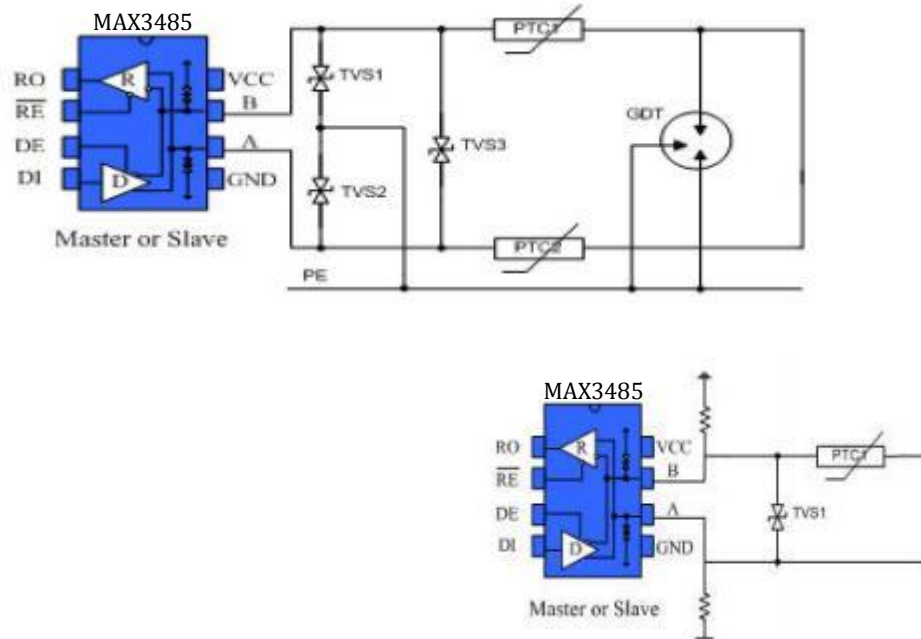 MAX3485
PTC1
RO VCC TVS1
R
RE B
GDT
DE A TVS3
DI D GND TVS2
Master or Slave PTC2
PE
MAX3485
RO R VCC PTC1
RE B
DE A TVS1
DI D GND
Master or Slave